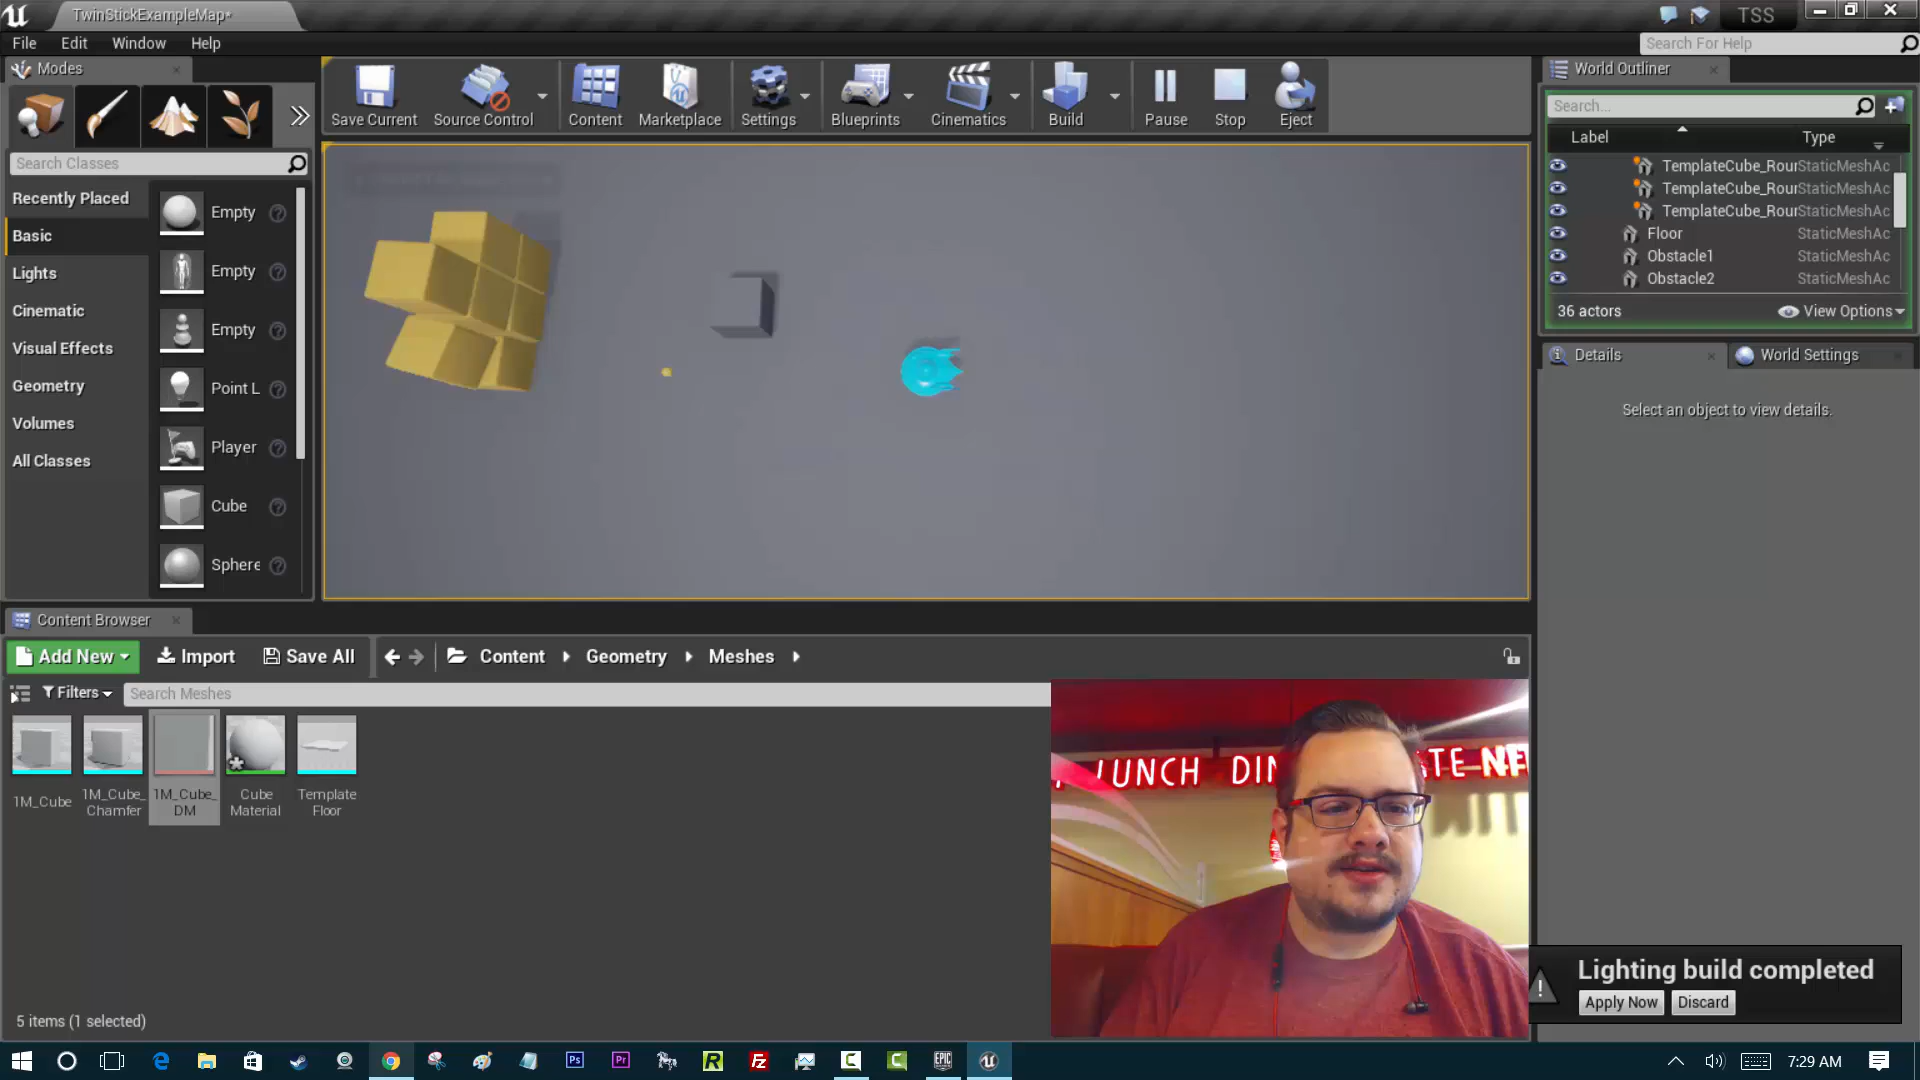 TwinStickExampleMap*
TSS
File
Edit
Window
Help
Search For Help
Modes
Save Current
Source Control
Content
Marketplace
Settings
Blueprints
Cinematics
Build
Pause
Stop
Eject
World Outliner
Search...
Label
Type
TemplateCube_Rour StaticMeshAc
TemplateCube_Rour StaticMeshAc
TemplateCube_Rour StaticMeshAc
Floor StaticMeshAc
Obstacle1 StaticMeshAc
Obstacle2 StaticMeshAc
36 actors
View Options
Search Classes
Recently Placed
Basic
Lights
Cinematic
Visual Effects
Geometry
Volumes
All Classes
Empty
Empty
Empty
Point L
Player
Cube
Sphere
Details
World Settings
Select an object to view details.
Content Browser
Add New
Import
Save All
Content
Geometry
Meshes
Filters
Search Meshes
1M_Cube
1M_Cube_
Chamfer
1M_Cube_
DM
Cube
Material
Template
Floor
LUNCH
Lighting build completed
Apply Now
Discard
5 items (1 selected)
Ps
Pr
R
Fz
EPIC
7:29 AM